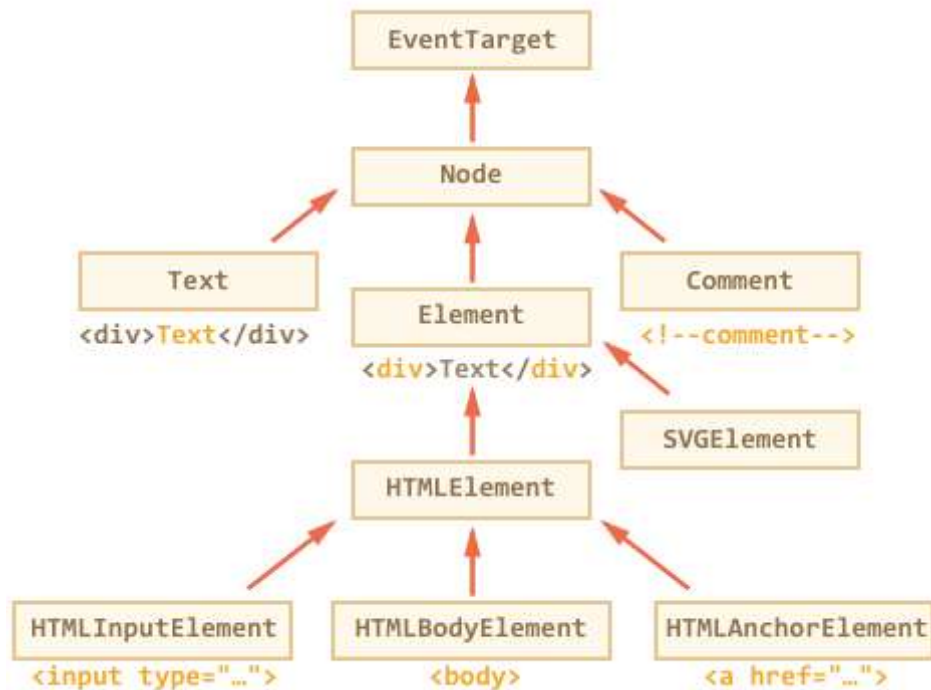 EventTarget
Node
Text
<div>Text</div>
Element
<div>Text</div>
Comment
<!--comment-->
SVGElement
HTMLElement
HTMLInputElement
<input type="…">
HTMLBodyElement
<body>
HTMLAnchorElement
<a href="…">